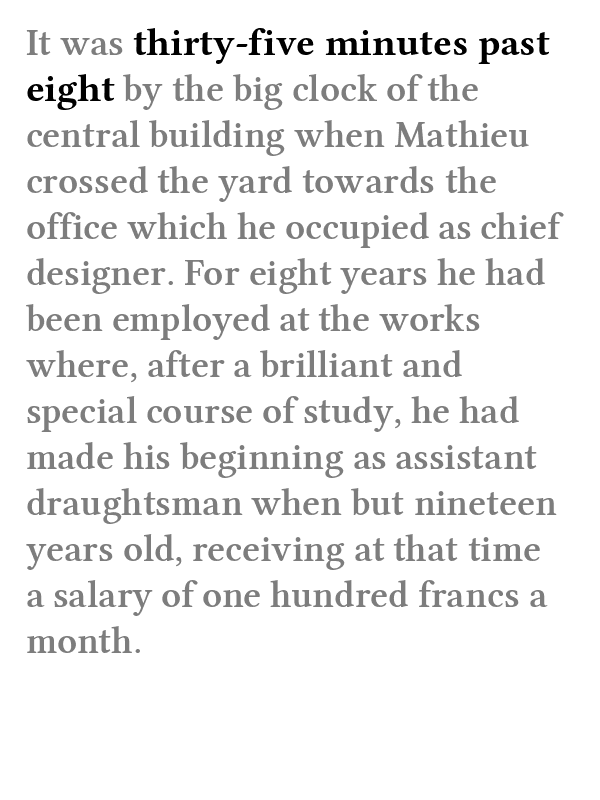 It was thirty-five minutes past
eight by the big clock of the
central building when Mathieu
crossed the yard towards the
office which he occupied as chief
designer. For eight years he had
been employed at the works
where, after a brilliant and
special course of study, he had
made his beginning as assistant
draughtsman when but nineteen
years old, receiving at that time
a salary of one hundred francs a
month.